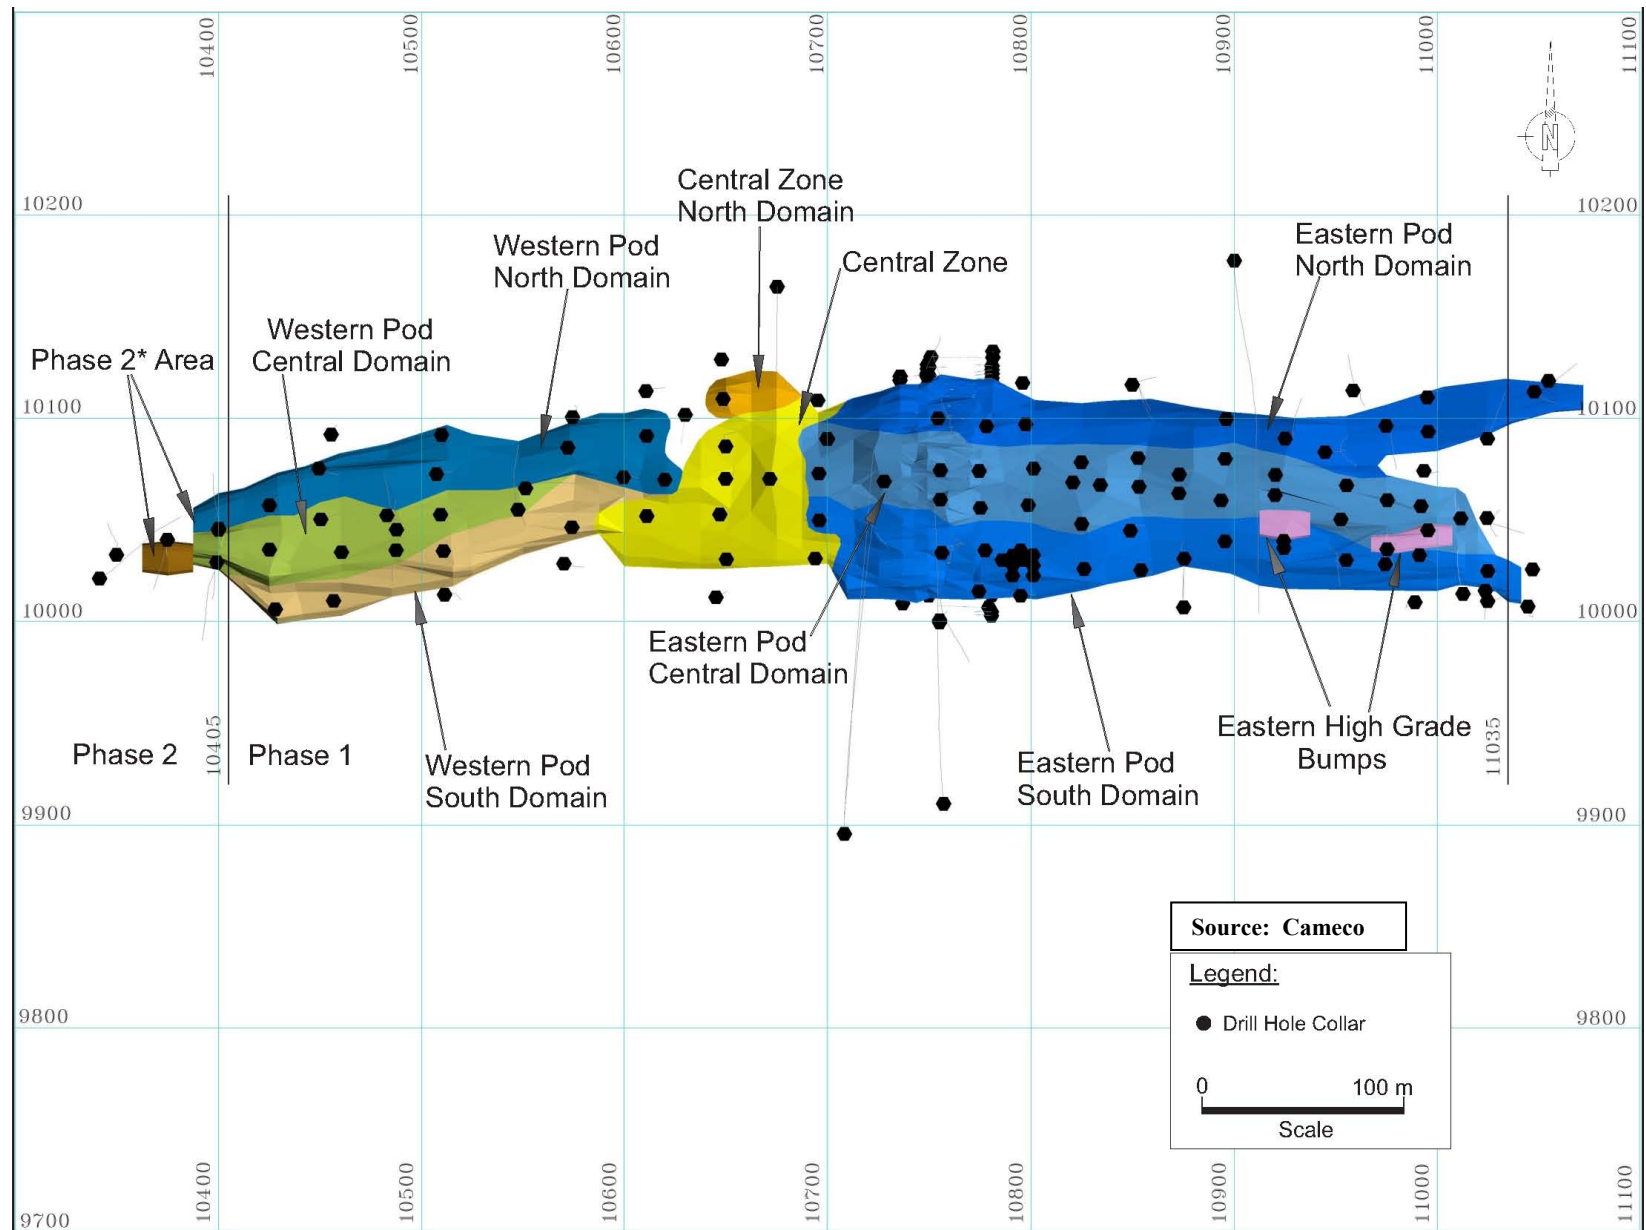 10400
10500
10600
10700
10800
10900
11000
11100
N
10200
10200
Central Zone
North Domain
Western Pod
North Domain
Central Zone
Eastern Pod
North Domain
Western Pod
Central Domain
Phase 2* Area
10100
10100
10000
10000
Eastern Pod
Central Domain
Eastern High Grade
Bumps
Phase 2
10405
Phase 1
Western Pod
South Domain
Eastern Pod
South Domain
11035
9900
9900
Source: Cameco
Legend:
Drill Hole Collar
0
100 m
Scale
9800
9800
10400
10500
10600
10700
10800
10900
11000
11100
9700